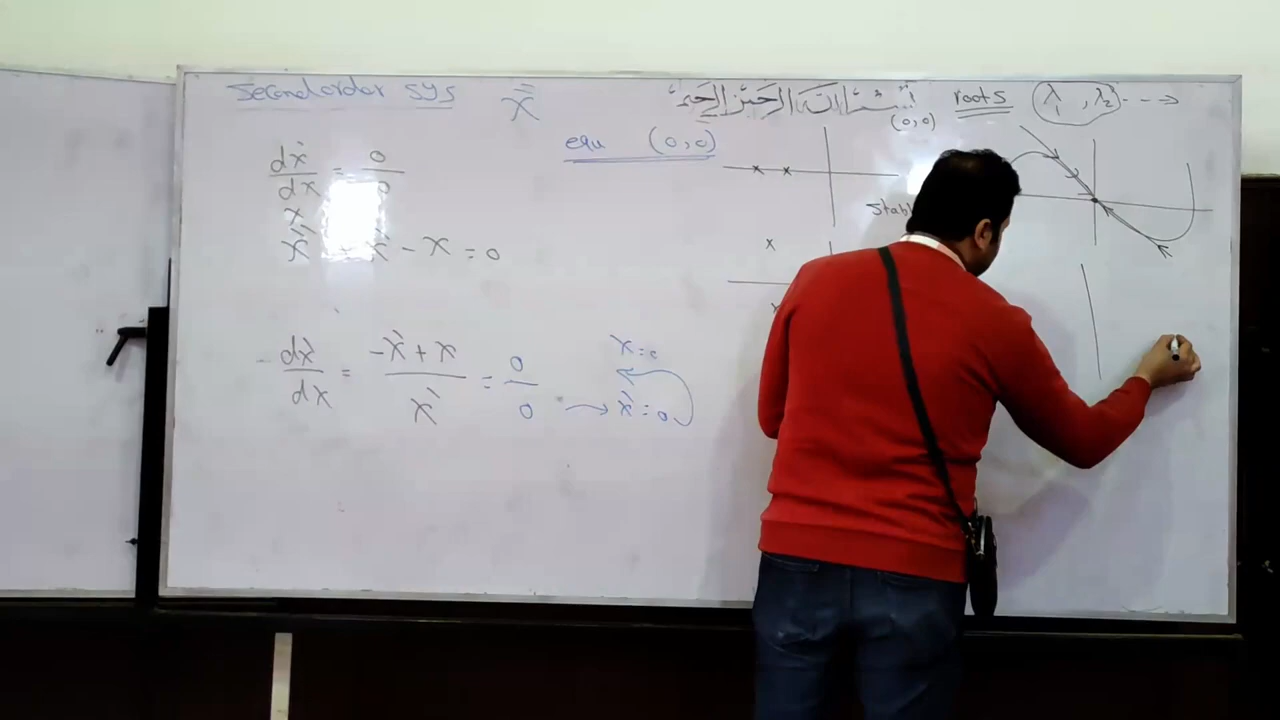 Second order sys
ẍ
equ (0,0)
dẋ/dx = 0/0
x
ẍ + ẋ - x = 0
dẋ/dx = (-ẋ + x)/ẋ = 0/0 → ẋ = 0
x = 0
بسم الله الرحمن الرحيم
(0,0)
roots λ₁, λ₂ - - ->